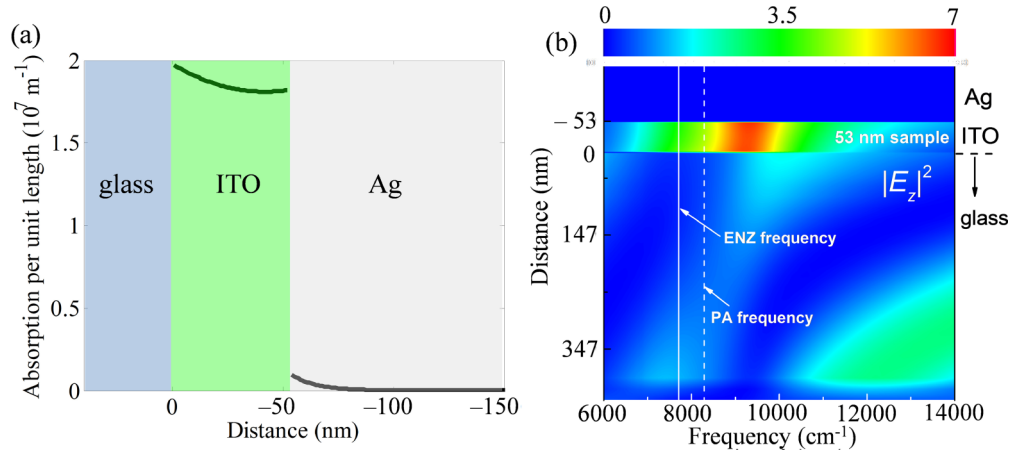 (a)
2
1.5
1
0.5
0
Absorption per unit length (10⁷ m⁻¹)
glass
ITO
Ag
0
−50
−100
−150
Distance (nm)
(b)
0
3.5
7
Ag
ITO
glass
53 nm sample
|E_z|²
ENZ frequency
PA frequency
− 53
0
147
347
Distance (nm)
6000
8000
10000
12000
14000
Frequency (cm⁻¹)